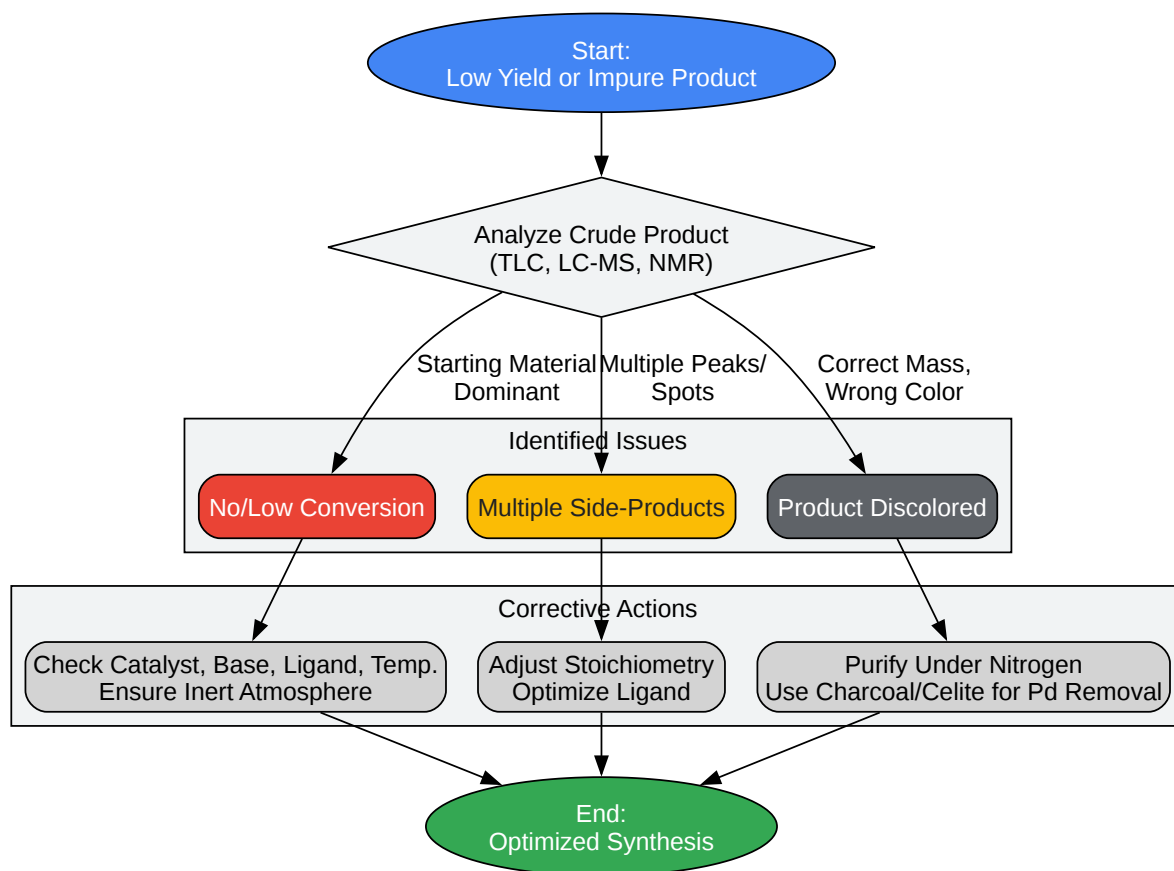 Start:
Low Yield or Impure Product
Analyze Crude Product
(TLC, LC-MS, NMR)
Starting Material
Dominant
Multiple Peaks/
Spots
Correct Mass,
Wrong Color
Identified Issues
No/Low Conversion
Multiple Side-Products
Product Discolored
Corrective Actions
Check Catalyst, Base, Ligand, Temp.
Ensure Inert Atmosphere
Adjust Stoichiometry
Optimize Ligand
Purify Under Nitrogen
Use Charcoal/Celite for Pd Removal
End:
Optimized Synthesis